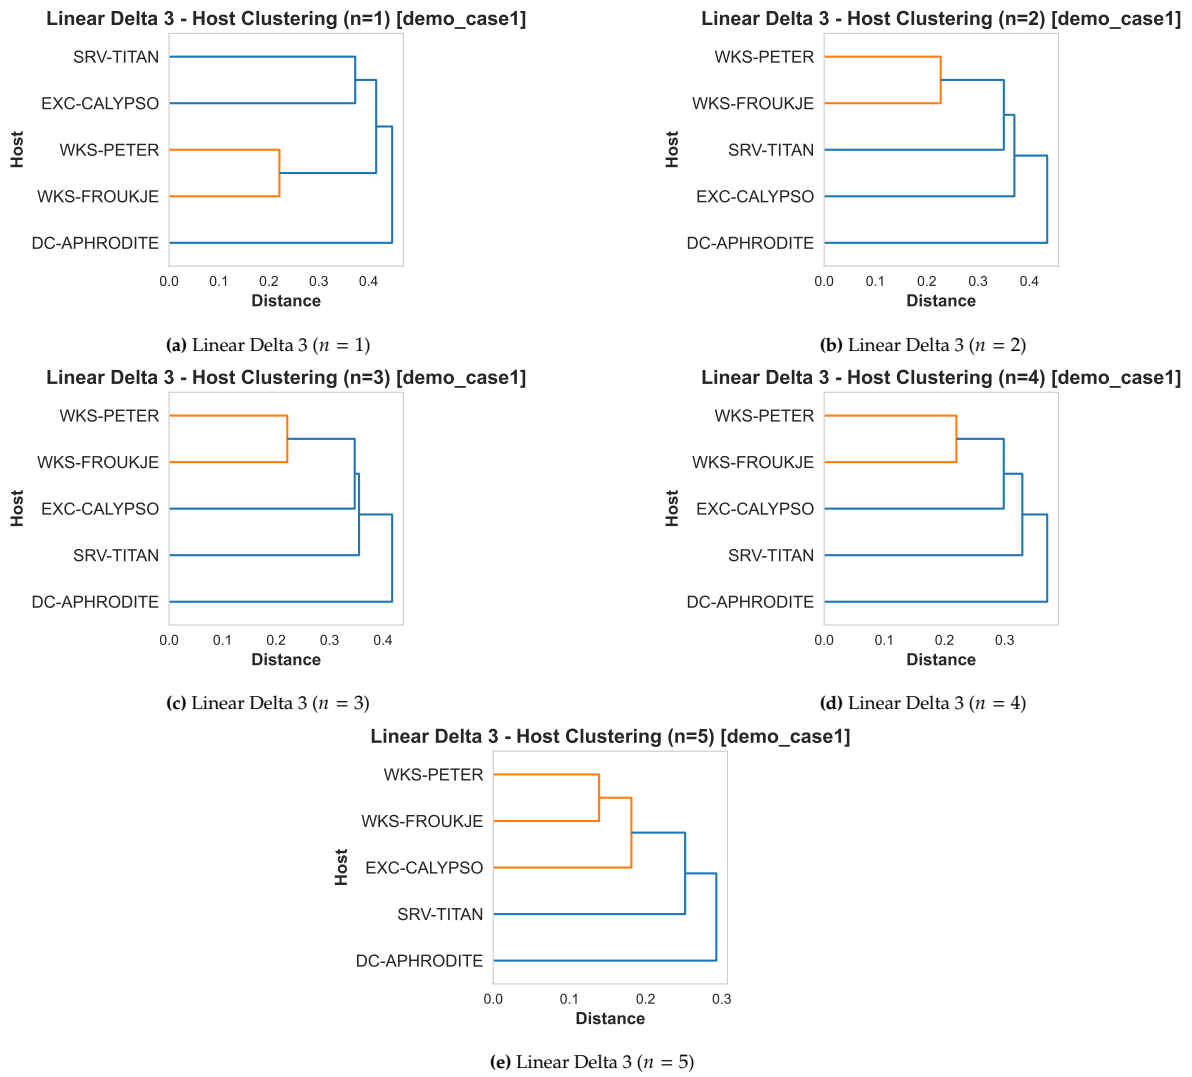 Linear Delta 3 - Host Clustering (n=1) [demo_case1]
SRV-TITAN
EXC-CALYPSO
WKS-PETER
WKS-FROUKJE
DC-APHRODITE
Host
0.0 0.1 0.2 0.3 0.4
Distance
(a) Linear Delta 3 (n = 1)
Linear Delta 3 - Host Clustering (n=2) [demo_case1]
WKS-PETER
WKS-FROUKJE
SRV-TITAN
EXC-CALYPSO
DC-APHRODITE
Host
0.0 0.1 0.2 0.3 0.4
Distance
(b) Linear Delta 3 (n = 2)
Linear Delta 3 - Host Clustering (n=3) [demo_case1]
WKS-PETER
WKS-FROUKJE
EXC-CALYPSO
SRV-TITAN
DC-APHRODITE
Host
0.0 0.1 0.2 0.3 0.4
Distance
(c) Linear Delta 3 (n = 3)
Linear Delta 3 - Host Clustering (n=4) [demo_case1]
WKS-PETER
WKS-FROUKJE
EXC-CALYPSO
SRV-TITAN
DC-APHRODITE
Host
0.0 0.1 0.2 0.3
Distance
(d) Linear Delta 3 (n = 4)
Linear Delta 3 - Host Clustering (n=5) [demo_case1]
WKS-PETER
WKS-FROUKJE
EXC-CALYPSO
SRV-TITAN
DC-APHRODITE
Host
0.0 0.1 0.2 0.3
Distance
(e) Linear Delta 3 (n = 5)